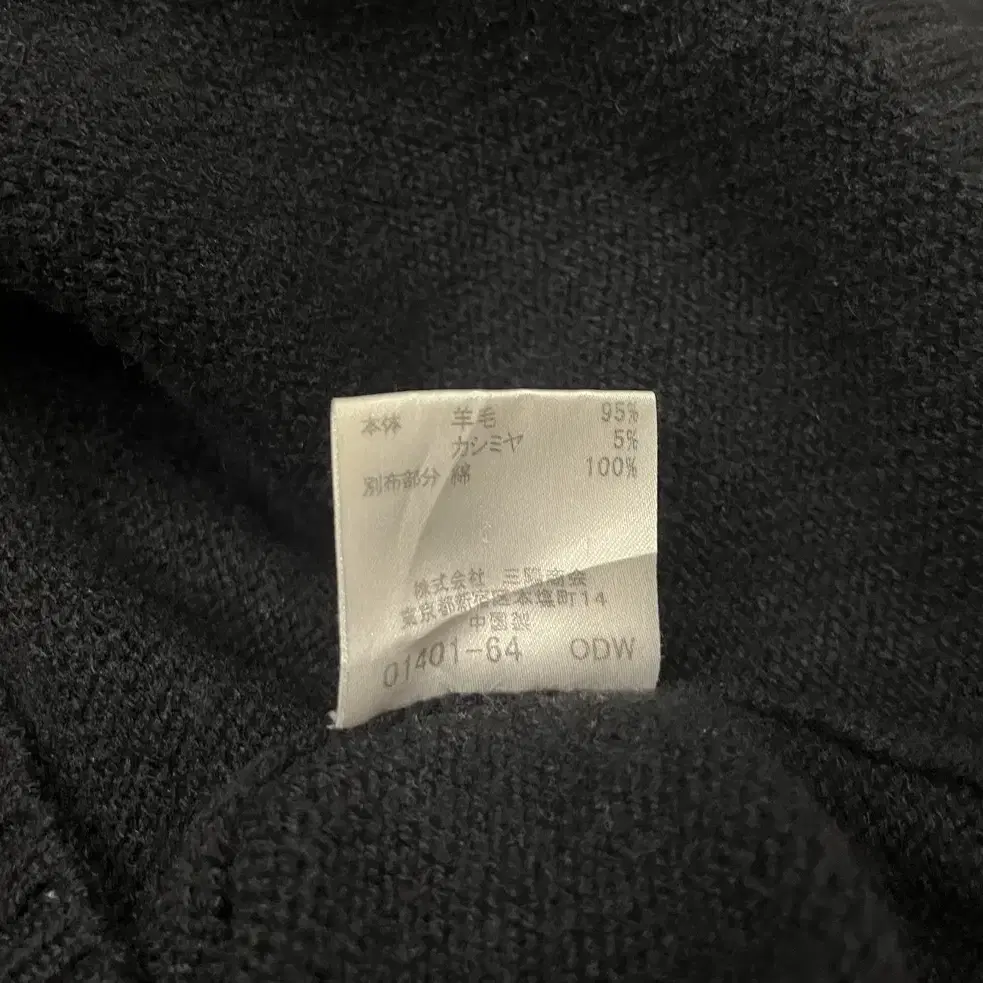 本体 羊毛 95%
カシミヤ 5%
別布部分 綿 100%
株式会社 三陽商会
東京都新宿区本塩町14
中国製
01401-64 ODW